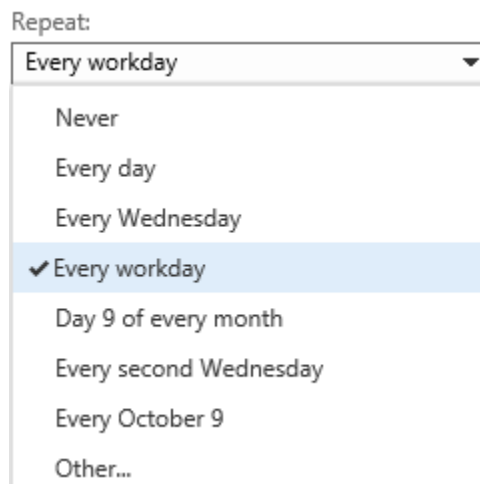 Repeat:
Every workday
Never
Every day
Every Wednesday
Every workday
Day 9 of every month
Every second Wednesday
Every October 9
Other...